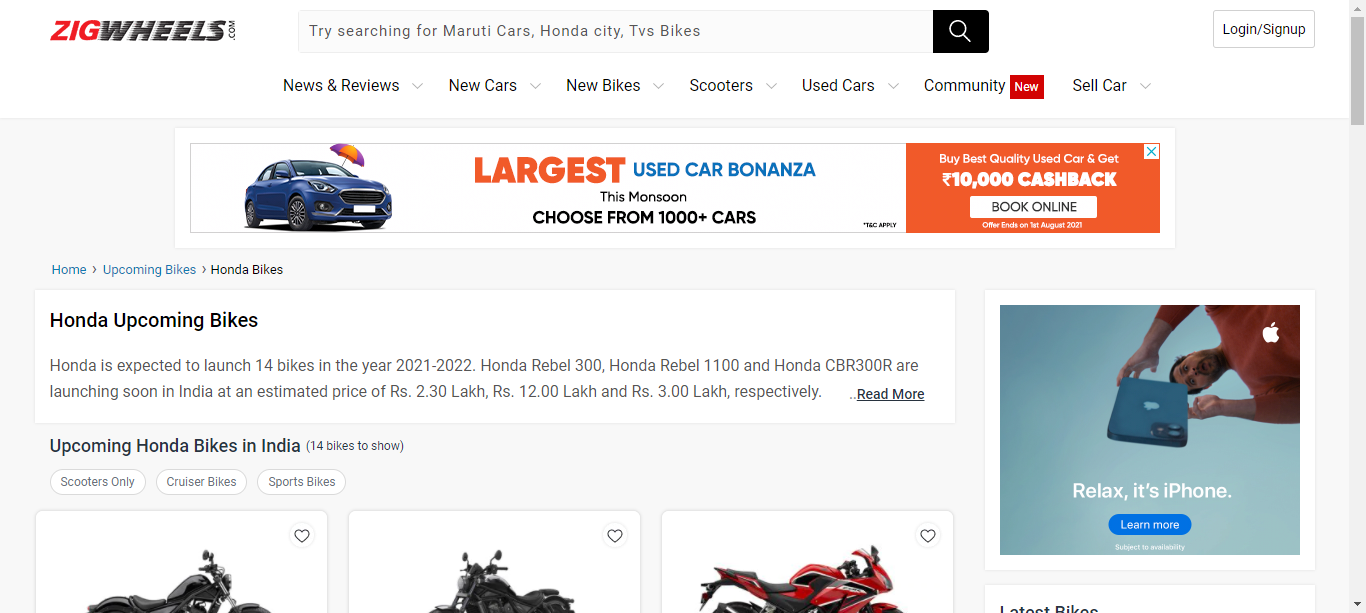 ZIGWHEELS.COM
Try searching for Maruti Cars, Honda city, Tvs Bikes
Login/Signup
News & Reviews
New Cars
New Bikes
Scooters
Used Cars
Community New
Sell Car
LARGEST USED CAR BONANZA
This Monsoon
CHOOSE FROM 1000+ CARS
*T&C APPLY
Buy Best Quality Used Car & Get
₹10,000 CASHBACK
BOOK ONLINE
Offer Ends on 1st August 2021
Home › Upcoming Bikes › Honda Bikes
Honda Upcoming Bikes
Honda is expected to launch 14 bikes in the year 2021-2022. Honda Rebel 300, Honda Rebel 1100 and Honda CBR300R are
launching soon in India at an estimated price of Rs. 2.30 Lakh, Rs. 12.00 Lakh and Rs. 3.00 Lakh, respectively. ..Read More
Upcoming Honda Bikes in India (14 bikes to show)
Scooters Only
Cruiser Bikes
Sports Bikes
Relax, it's iPhone.
Learn more
Subject to availability
Latest Bikes